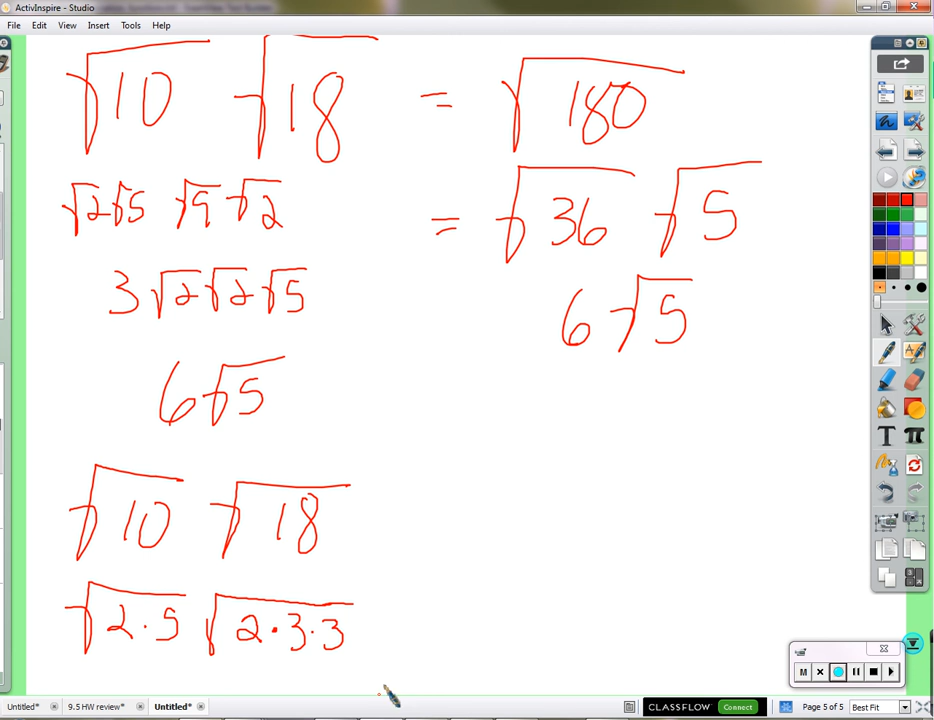 ActivInspire - Studio
File Edit View Insert Tools Help
√10 √18 = √180
√2 √5 √9 √2 = √36 √5
3 √2 √2 √5
6 √5
6 √5
√10 √18
√2·5 √2·3·3
M
Untitled* 9.5 HW review* Untitled* CLASSFLOW Connect Page 5 of 5 Best Fit